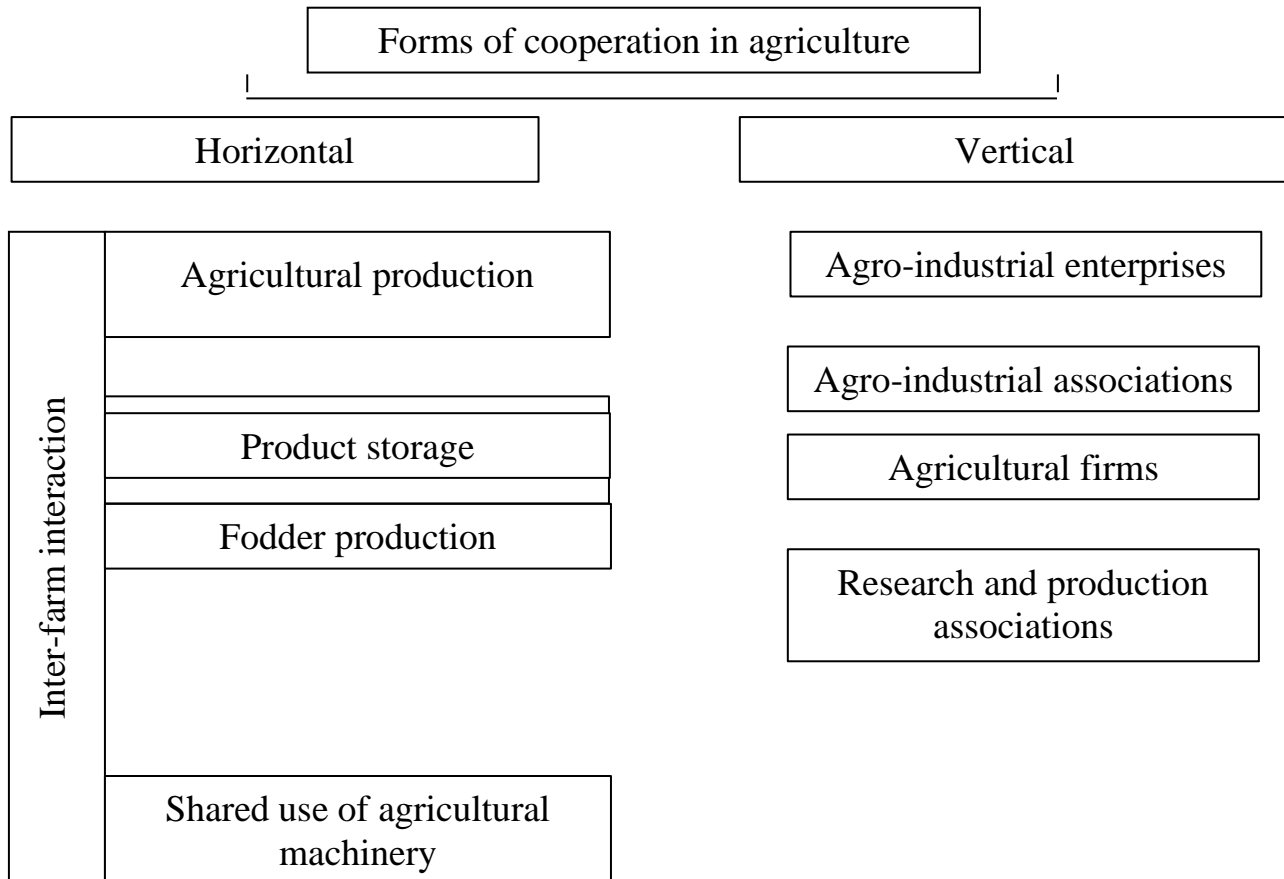 Forms of cooperation in agriculture
Horizontal
Vertical
Inter-farm interaction
Agricultural production
Product storage
Fodder production
Shared use of agricultural
machinery
Agro-industrial enterprises
Agro-industrial associations
Agricultural firms
Research and production
associations